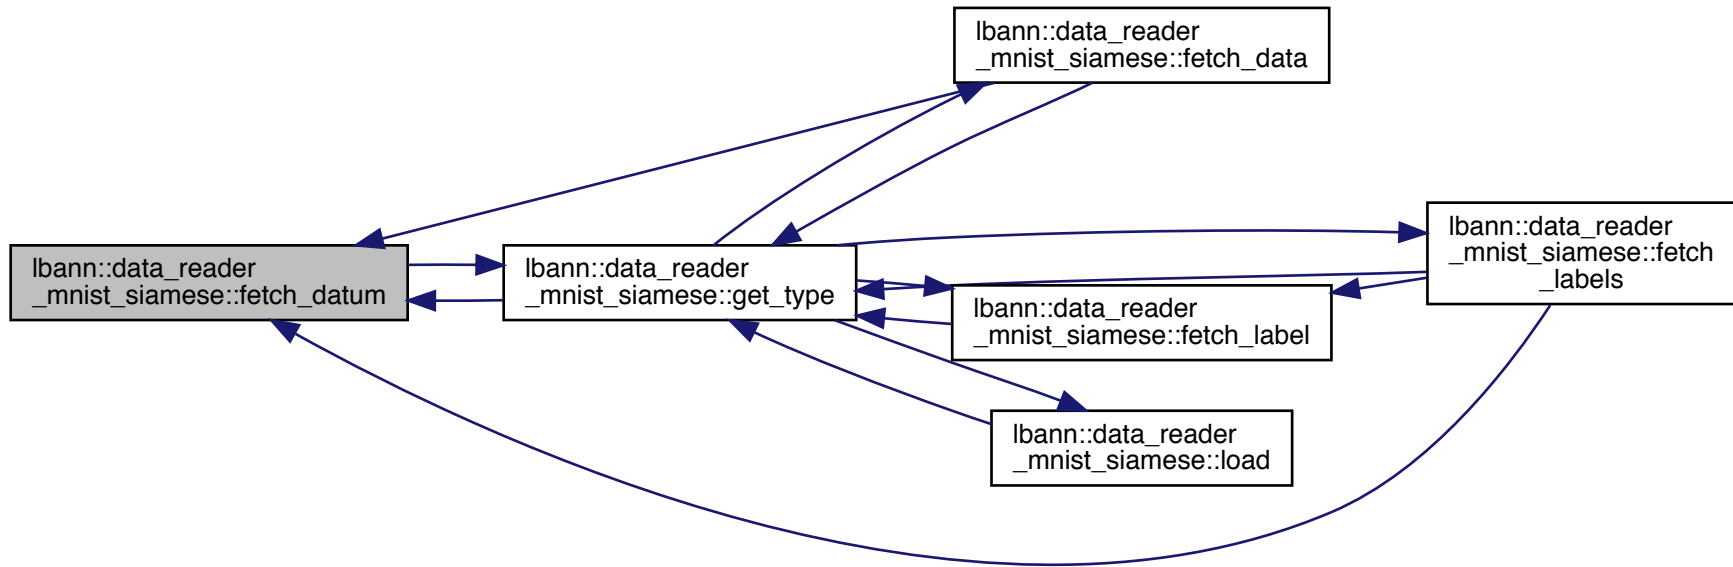 lbann::data_reader
_mnist_siamese::fetch_data
lbann::data_reader
_mnist_siamese::fetch
_labels
lbann::data_reader
_mnist_siamese::fetch_datum
lbann::data_reader
_mnist_siamese::get_type
lbann::data_reader
_mnist_siamese::fetch_label
lbann::data_reader
_mnist_siamese::load